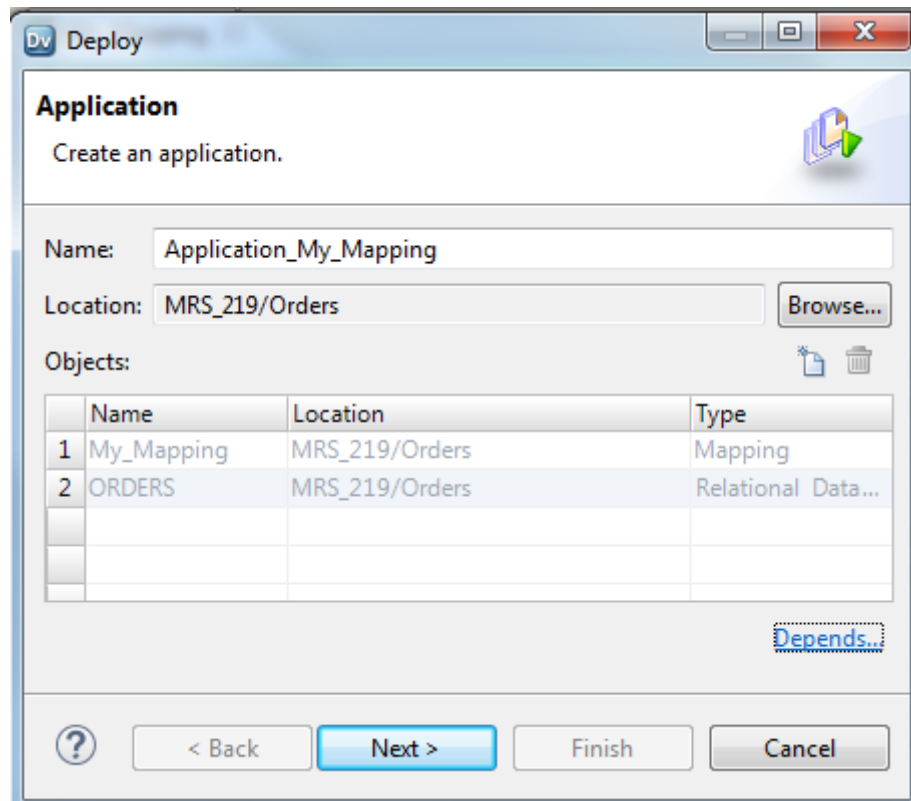 Dv Deploy
Application
Create an application.
Name: Application_My_Mapping
Location: MRS_219/Orders Browse...
Objects:
Name Location Type
1 My_Mapping MRS_219/Orders Mapping
2 ORDERS MRS_219/Orders Relational Data...
Depends...
? < Back Next > Finish Cancel